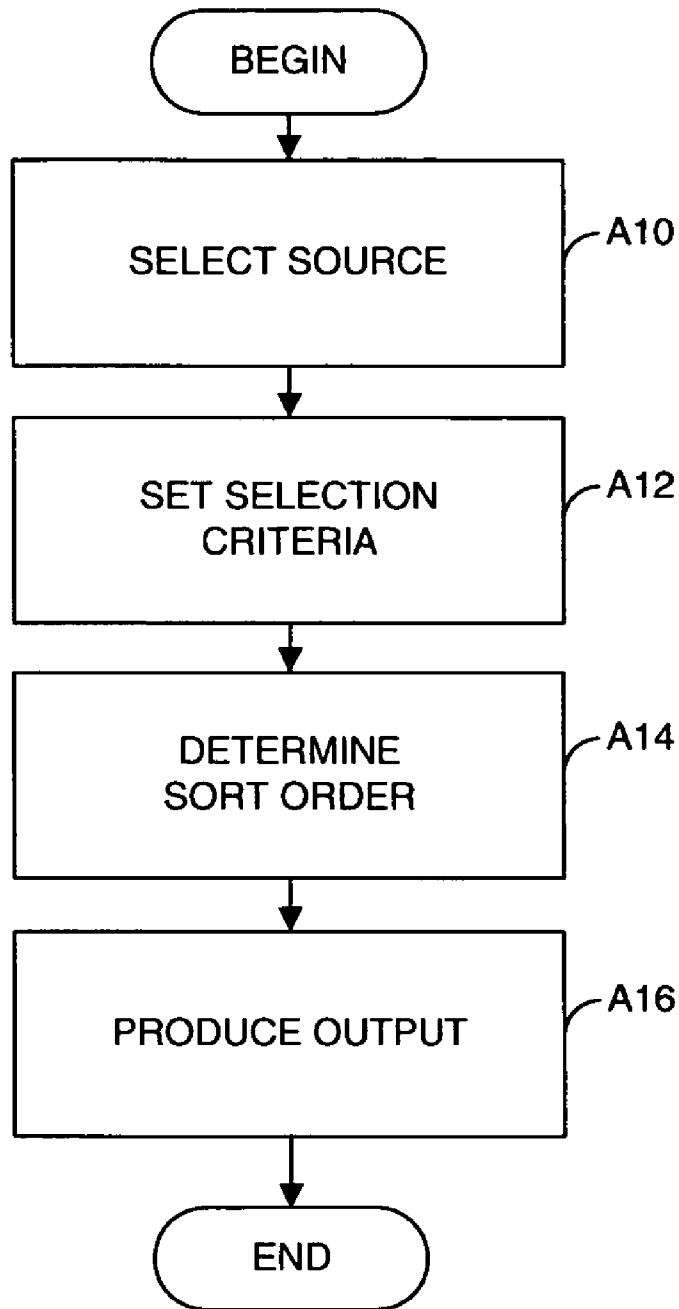 BEGIN
SELECT SOURCE
A10
SET SELECTION
CRITERIA
A12
DETERMINE
SORT ORDER
A14
PRODUCE OUTPUT
A16
END